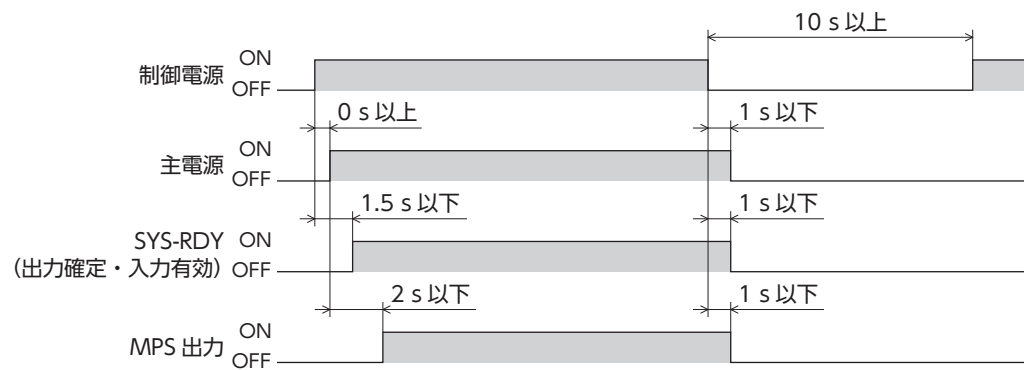 10 s 以上
制御電源 ON
OFF
0 s 以上 1 s 以下
主電源 ON
OFF
1.5 s 以下 1 s 以下
SYS-RDY ON
（出力確定・入力有効） OFF
2 s 以下 1 s 以下
MPS 出力 ON
OFF